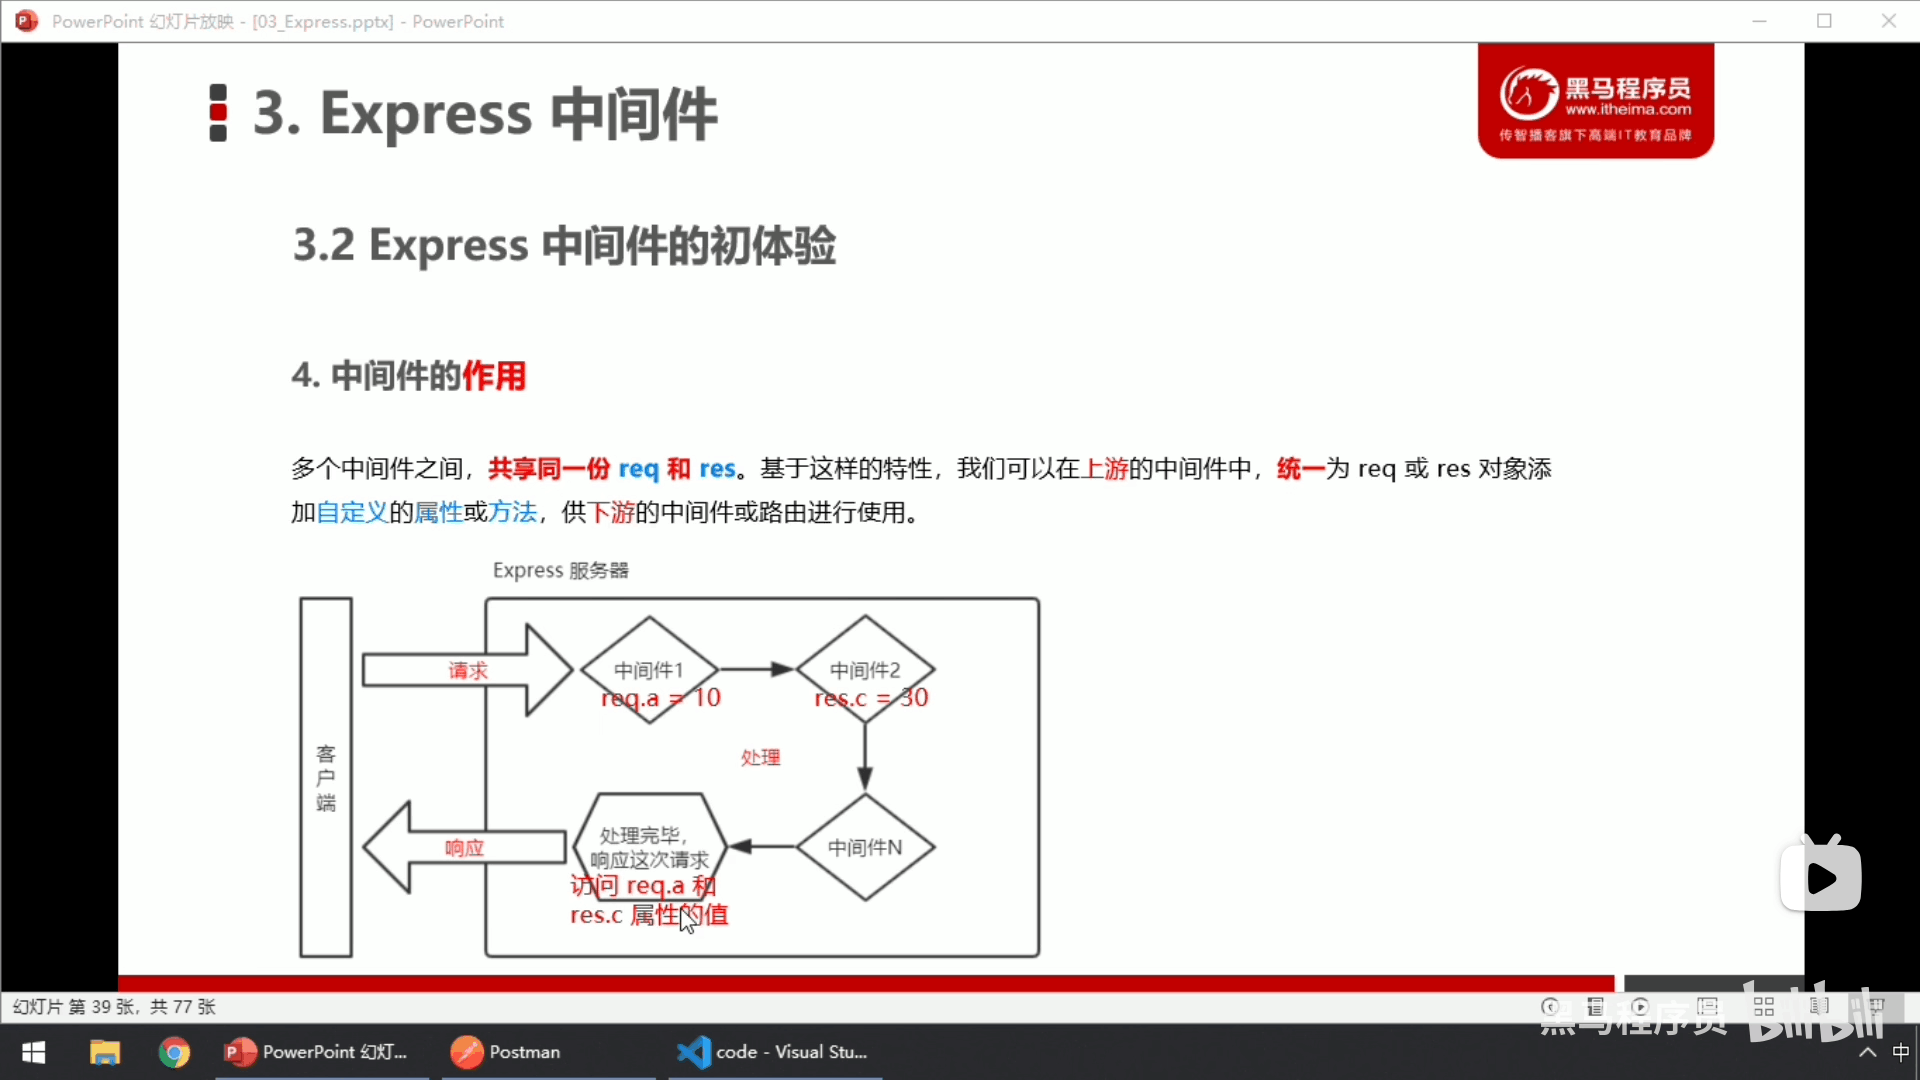 PowerPoint 幻灯片放映 - [03_Express.pptx] - PowerPoint
3. Express 中间件
黑马程序员
www.itheima.com
传智播客旗下高端IT教育品牌
3.2 Express 中间件的初体验
4. 中间件的作用
多个中间件之间，共享同一份 req 和 res。基于这样的特性，我们可以在上游的中间件中，统一为 req 或 res 对象添
加自定义的属性或方法，供下游的中间件或路由进行使用。
Express 服务器
请求
中间件1
req.a = 10
中间件2
res.c = 30
处理
客户端
响应
处理完毕，
响应这次请求
访问 req.a 和
res.c 属性的值
中间件N
幻灯片 第 39 张，共 77 张
黑马程序员 bilibili
PowerPoint 幻灯...
Postman
code - Visual Stu...
中